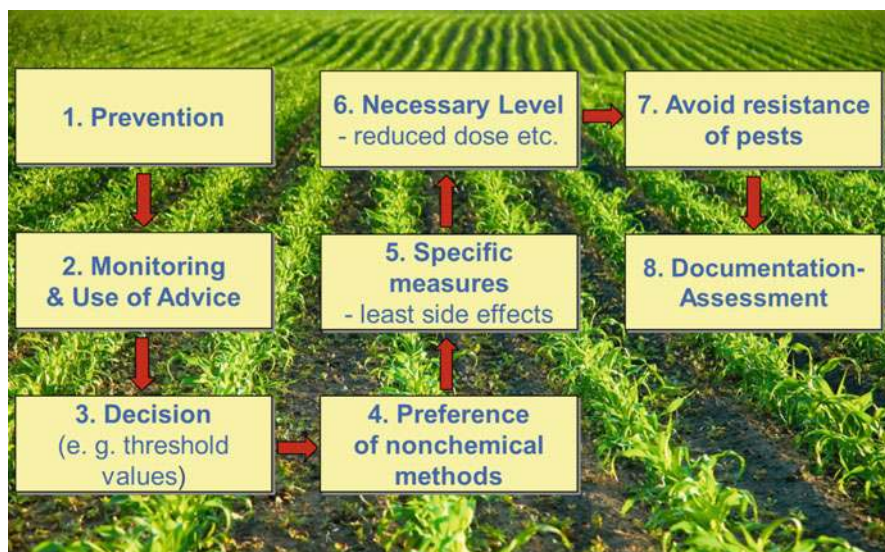 1. Prevention
2. Monitoring
& Use of Advice
3. Decision
(e. g. threshold
values)
4. Preference
of nonchemical
methods
5. Specific
measures
- least side effects
6. Necessary Level
- reduced dose etc.
7. Avoid resistance
of pests
8. Documentation-
Assessment